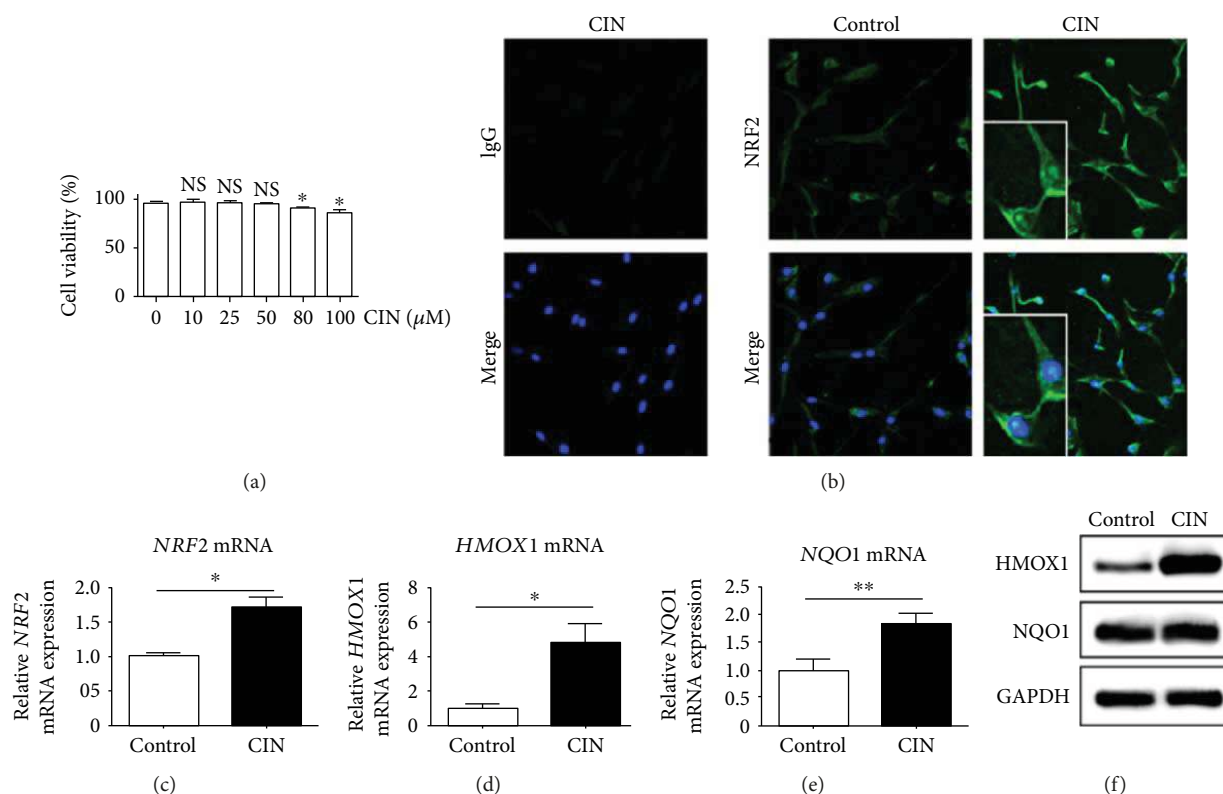 CIN
Control
CIN
IgG
NRF2
Merge
Merge
Cell viability (%)
100
50
0
NS
NS
NS
*
*
0 10 25 50 80 100 CIN (μM)
(a)
(b)
NRF2 mRNA
Relative NRF2
mRNA expression
2.0
1.5
1.0
0.5
0
*
Control CIN
(c)
HMOX1 mRNA
Relative HMOX1
mRNA expression
8
6
4
2
0
*
Control CIN
(d)
NQO1 mRNA
Relative NQO1
mRNA expression
2.5
2.0
1.5
1.0
0.5
0.0
**
Control CIN
(e)
Control CIN
HMOX1
NQO1
GAPDH
(f)